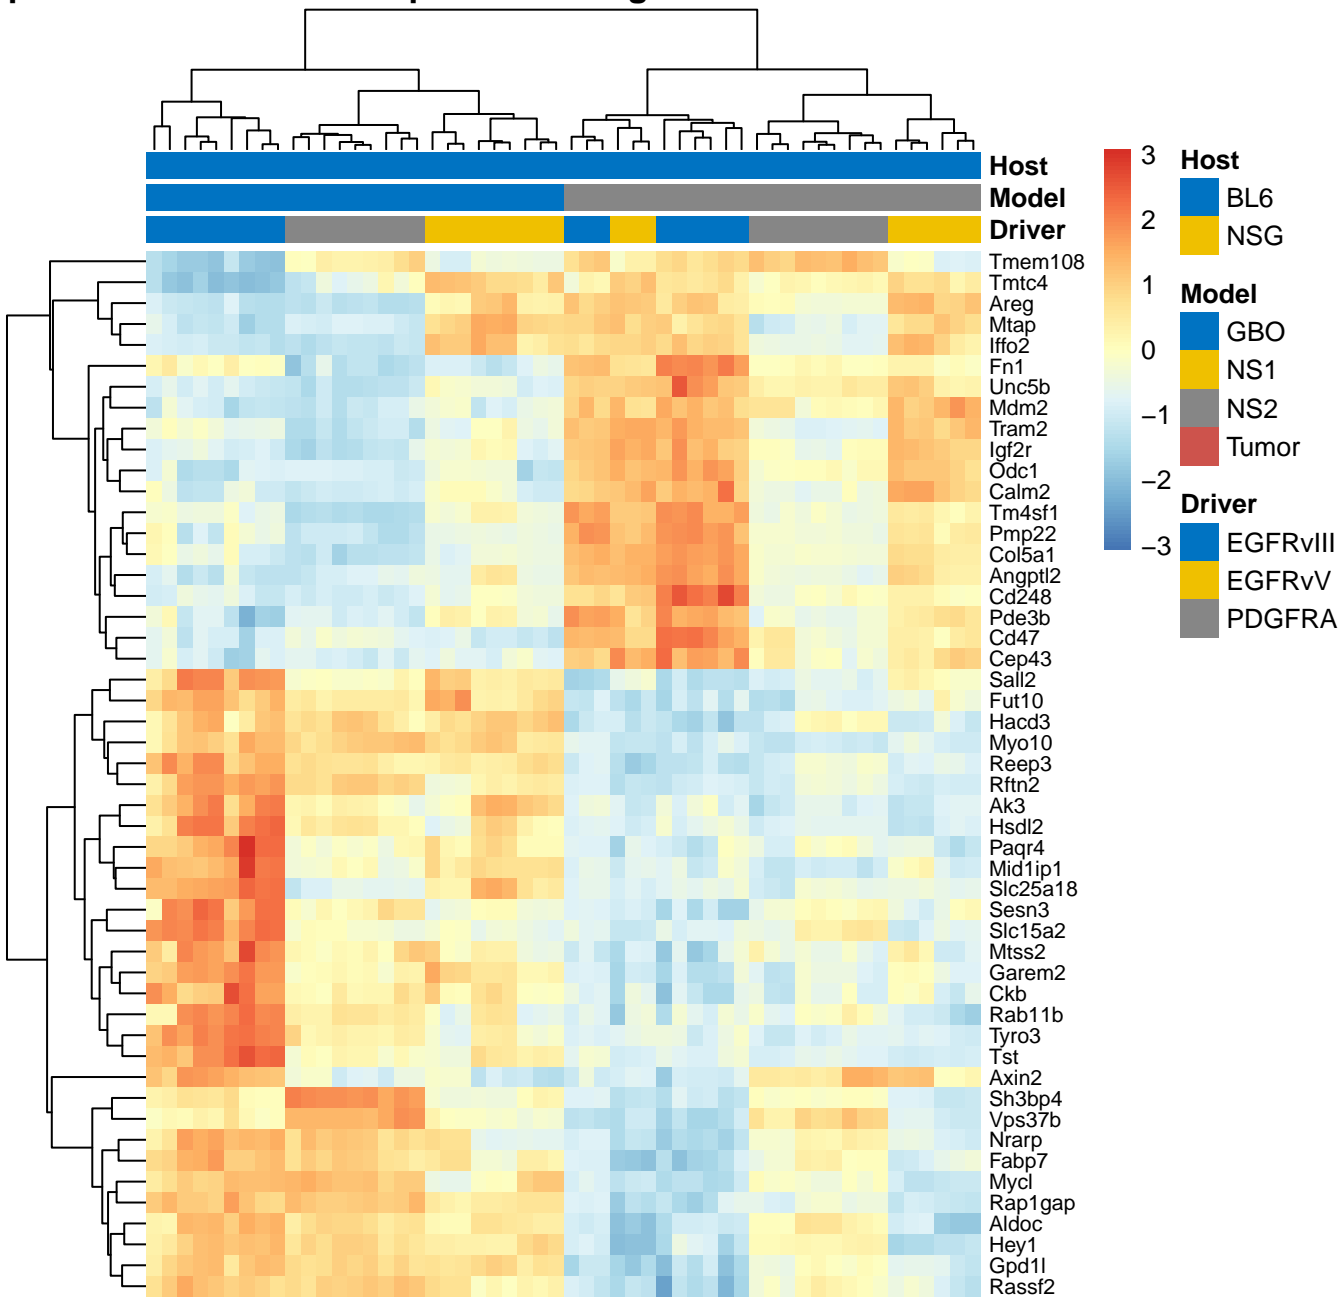 Host
Model
Driver
Tmem108
Tmtc4
Areg
Mtap
Iffo2
Fn1
Unc5b
Mdm2
Tram2
Igf2r
Odc1
Calm2
Tm4sf1
Pmp22
Col5a1
Angptl2
Cd248
Pde3b
Cd47
Cep43
Sall2
Fut10
Hacd3
Myo10
Reep3
Rftn2
Ak3
Hsdl2
Paqr4
Mid1ip1
Slc25a18
Sesn3
Slc15a2
Mtss2
Garem2
Ckb
Rab11b
Tyro3
Tst
Axin2
Sh3bp4
Vps37b
Nrarp
Fabp7
Mycl
Rap1gap
Aldoc
Hey1
Gpd1l
Rassf2
3
2
1
0
−1
−2
−3
Host
BL6
NSG
Model
GBO
NS1
NS2
Tumor
Driver
EGFRvIII
EGFRvV
PDGFRA